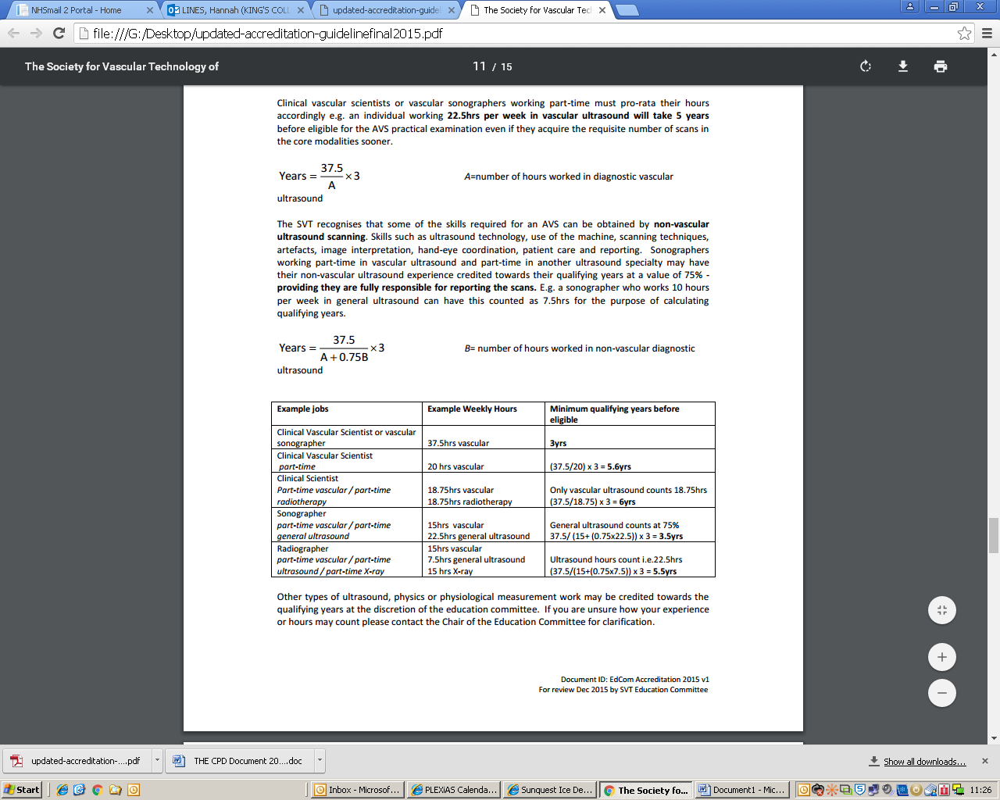 NHSmail 2 Portal - Home
LINES, Hannah (KING'S COLL
updated-accreditation-guideli
The Society for Vascular Tech
file:///G:/Desktop/updated-accreditation-guidelinefinal2015.pdf
The Society for Vascular Technology of
11 / 15
Clinical vascular scientists or vascular sonographers working part-time must pro-rata their hours
accordingly e.g. an individual working 22.5hrs per week in vascular ultrasound will take 5 years
before eligible for the AVS practical examination even if they acquire the requisite number of scans in
the core modalities sooner.
37.5
Years = ——— × 3
A
A=number of hours worked in diagnostic vascular
ultrasound
The SVT recognises that some of the skills required for an AVS can be obtained by non-vascular
ultrasound scanning. Skills such as ultrasound technology, use of the machine, scanning techniques,
artefacts, image interpretation, hand-eye coordination, patient care and reporting. Sonographers
working part-time in vascular ultrasound and part-time in another ultrasound specialty may have
their non-vascular ultrasound experience credited towards their qualifying years at a value of 75% -
providing they are fully responsible for reporting the scans. E.g. a sonographer who works 10 hours
per week in general ultrasound can have this counted as 7.5hrs for the purpose of calculating
qualifying years.
37.5
Years = ——— × 3
A + 0.75B
B= number of hours worked in non-vascular diagnostic
ultrasound
Example jobs
Example Weekly Hours
Minimum qualifying years before
eligible
Clinical Vascular Scientist or vascular
sonographer
37.5hrs vascular
3yrs
Clinical Vascular Scientist
part-time
20 hrs vascular
(37.5/20) x 3 = 5.6yrs
Clinical Scientist
Part-time vascular / part-time
radiotherapy
18.75hrs vascular
18.75hrs radiotherapy
Only vascular ultrasound counts 18.75hrs
(37.5/18.75) x 3 = 6yrs
Sonographer
part-time vascular / part-time
general ultrasound
15hrs vascular
22.5hrs general ultrasound
General ultrasound counts at 75%
37.5/ (15+ (0.75x22.5)) x 3 = 3.5yrs
Radiographer
part-time vascular / part-time
ultrasound / part-time X-ray
15hrs vascular
7.5hrs general ultrasound
15 hrs X-ray
Ultrasound hours count i.e.22.5hrs
(37.5/(15+(0.75x7.5)) x 3 = 5.5yrs
Other types of ultrasound, physics or physiological measurement work may be credited towards the
qualifying years at the discretion of the education committee. If you are unsure how your experience
or hours may count please contact the Chair of the Education Committee for clarification.
Document ID: EdCom Accreditation 2015 v1
For review Dec 2015 by SVT Education Committee
updated-accreditation-....pdf
THE CPD Document 20....doc
Show all downloads...
Start
Inbox - Microsof...
PLEXiAS Calenda...
Sunquest Ice De...
The Society fo...
Document1 - Mic...
11:26